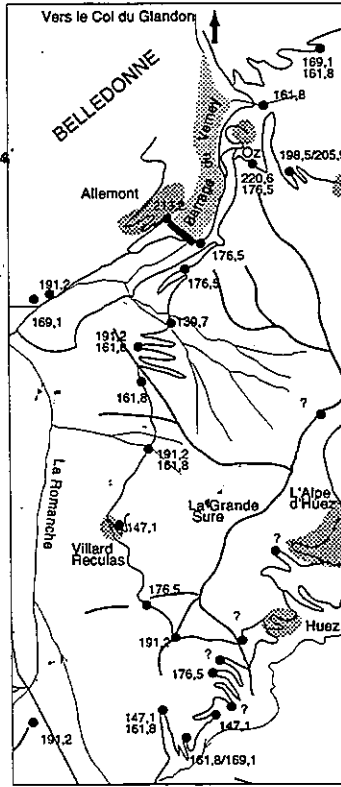 Vers le Col du Glandon
BELLEDONNE
169,1
161,8
161,8
Barrage du Verney
Oz
198,5/205,9
220,6
176,5
Allemont
176,5
176,5
191,2
169,1
139,7
191,2
161,8
161,8
?
191,2
161,8
La Romanche
La Grande
Sure
L'Alpe
d'Huez
147,1
Villard
Reculas
?
176,5
?
Huez
191,2
?
176,5
?
147,1
161,8
147,1
191,2
161,8/169,1